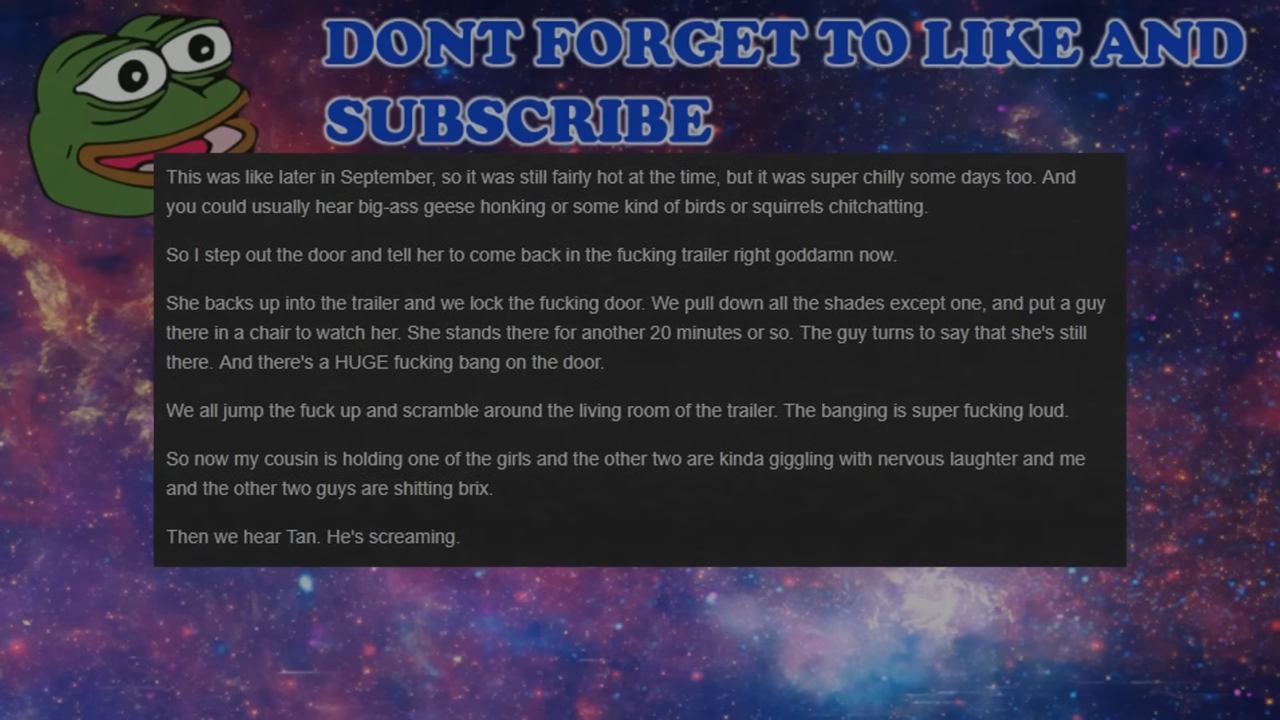 DONT FORGET TO LIKE AND
SUBSCRIBE
This was like later in September, so it was still fairly hot at the time, but it was super chilly some days too. And
you could usually hear big-ass geese honking or some kind of birds or squirrels chitchatting.
So I step out the door and tell her to come back in the fucking trailer right goddamn now.
She backs up into the trailer and we lock the fucking door. We pull down all the shades except one, and put a guy
there in a chair to watch her. She stands there for another 20 minutes or so. The guy turns to say that she's still
there. And there's a HUGE fucking bang on the door.
We all jump the fuck up and scramble around the living room of the trailer. The banging is super fucking loud.
So now my cousin is holding one of the girls and the other two are kinda giggling with nervous laughter and me
and the other two guys are shitting brix.
Then we hear Tan. He's screaming.